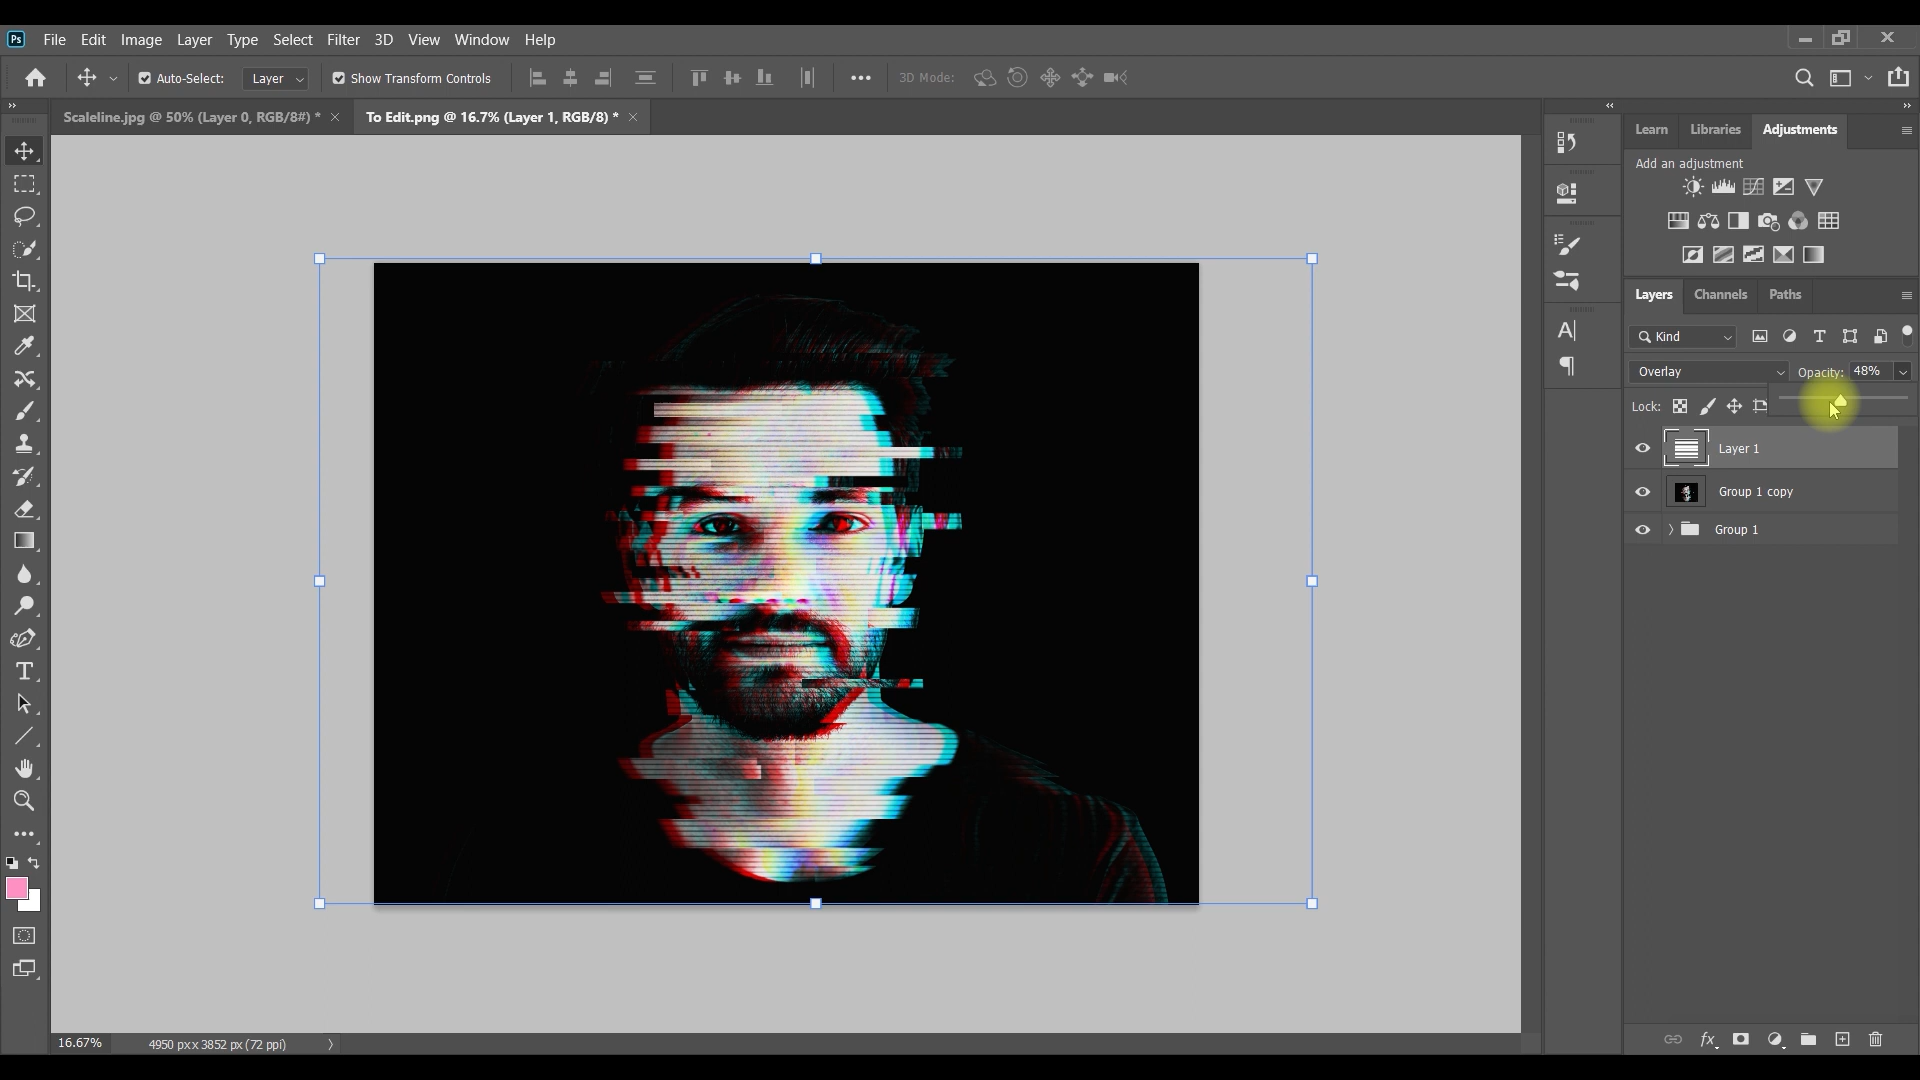 Ps File Edit Image Layer Type Select Filter 3D View Window Help
Auto-Select: Layer Show Transform Controls 3D Mode:
Scaleline.jpg @ 50% (Layer 0, RGB/8#) * To Edit.png @ 16.7% (Layer 1, RGB/8) *
Learn Libraries Adjustments
Add an adjustment
Layers Channels Paths
Kind
Overlay Opacity: 48%
Lock:
Layer 1
Group 1 copy
Group 1
16.67% 4950 px x 3852 px (72 ppi)